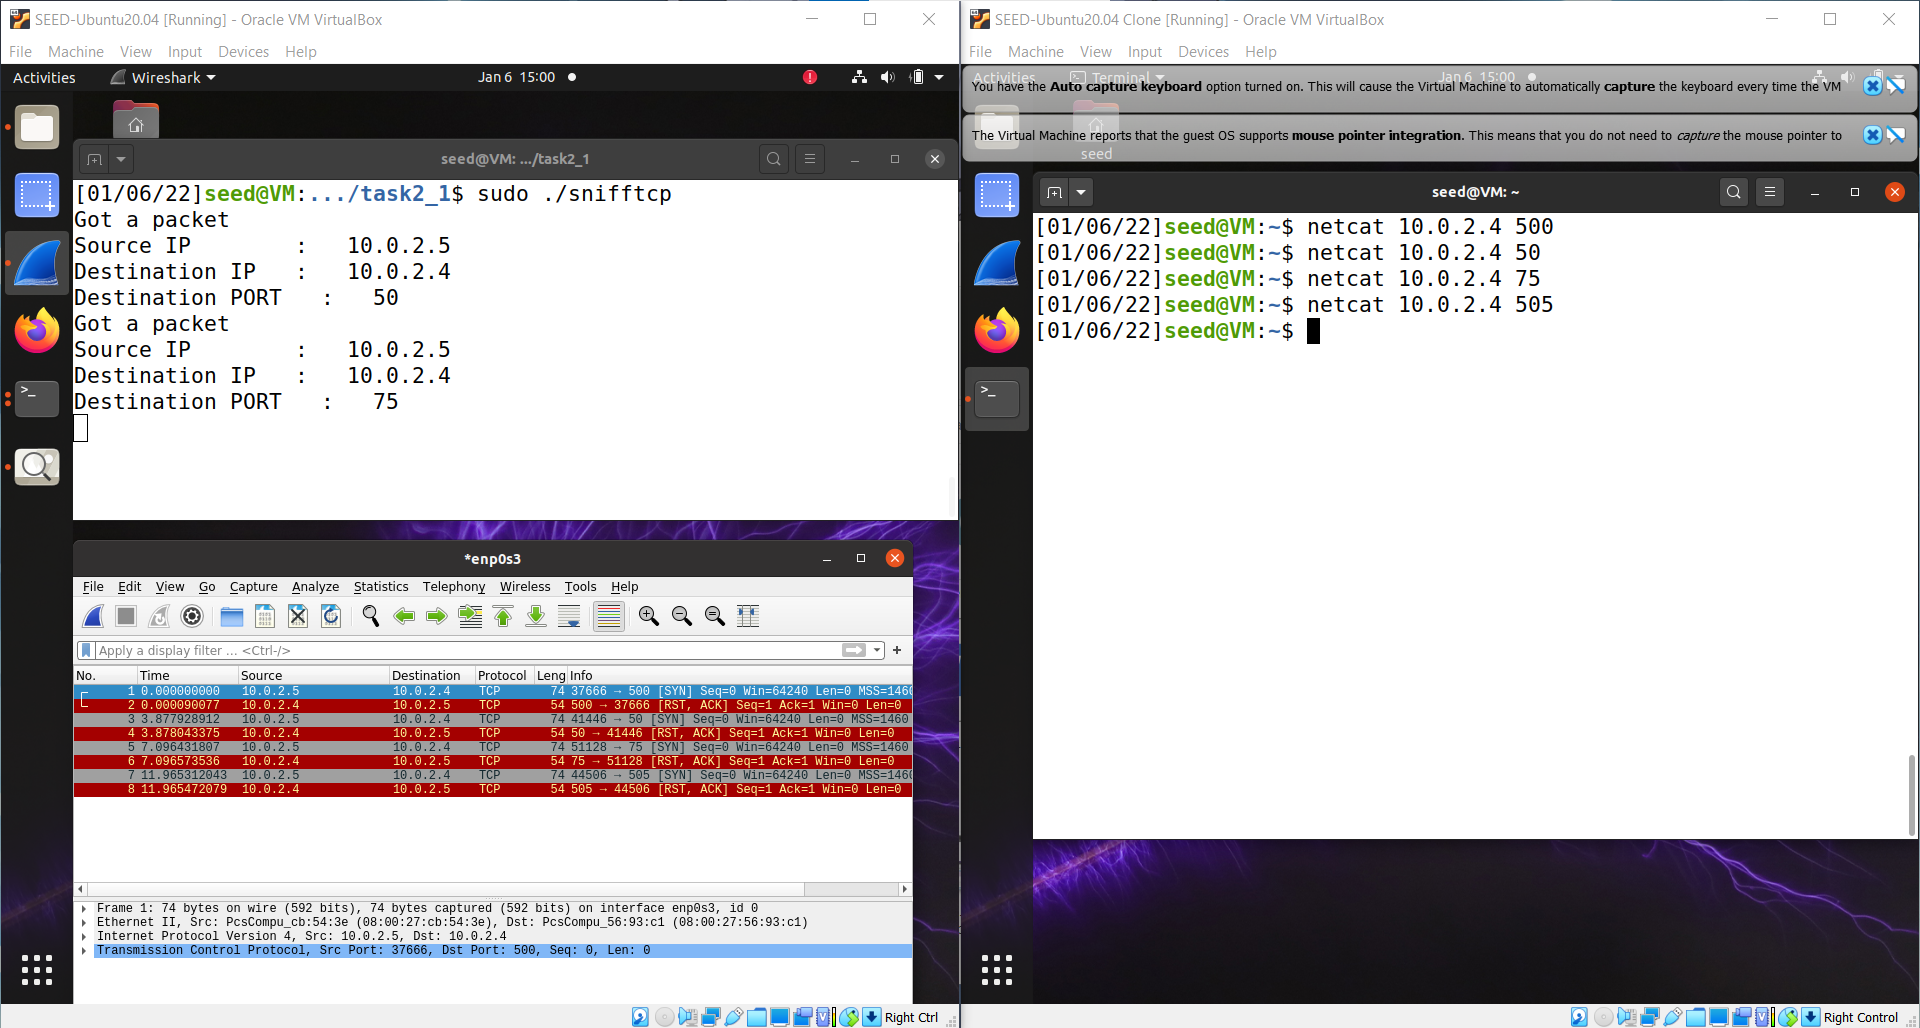 SEED-Ubuntu20.04 [Running] - Oracle VM VirtualBox
File Machine View Input Devices Help
Activities Wireshark Jan 6 15:00
seed@VM: .../task2_1
[01/06/22]seed@VM:.../task2_1$ sudo ./snifftcp
Got a packet
Source IP : 10.0.2.5
Destination IP : 10.0.2.4
Destination PORT : 50
Got a packet
Source IP : 10.0.2.5
Destination IP : 10.0.2.4
Destination PORT : 75
*enp0s3
File Edit View Go Capture Analyze Statistics Telephony Wireless Tools Help
Apply a display filter ... <Ctrl-/>
No. Time Source Destination Protocol Leng Info
1 0.000000000 10.0.2.5 10.0.2.4 TCP 74 37666 → 500 [SYN] Seq=0 Win=64240 Len=0 MSS=1460
2 0.000090077 10.0.2.4 10.0.2.5 TCP 54 500 → 37666 [RST, ACK] Seq=1 Ack=1 Win=0 Len=0
3 3.877928912 10.0.2.5 10.0.2.4 TCP 74 41446 → 50 [SYN] Seq=0 Win=64240 Len=0 MSS=1460
4 3.878043375 10.0.2.4 10.0.2.5 TCP 54 50 → 41446 [RST, ACK] Seq=1 Ack=1 Win=0 Len=0
5 7.096431807 10.0.2.5 10.0.2.4 TCP 74 51128 → 75 [SYN] Seq=0 Win=64240 Len=0 MSS=1460
6 7.096573536 10.0.2.4 10.0.2.5 TCP 54 75 → 51128 [RST, ACK] Seq=1 Ack=1 Win=0 Len=0
7 11.965312043 10.0.2.5 10.0.2.4 TCP 74 44506 → 505 [SYN] Seq=0 Win=64240 Len=0 MSS=146
8 11.965472079 10.0.2.4 10.0.2.5 TCP 54 505 → 44506 [RST, ACK] Seq=1 Ack=1 Win=0 Len=0
Frame 1: 74 bytes on wire (592 bits), 74 bytes captured (592 bits) on interface enp0s3, id 0
Ethernet II, Src: PcsCompu_cb:54:3e (08:00:27:cb:54:3e), Dst: PcsCompu_56:93:c1 (08:00:27:56:93:c1)
Internet Protocol Version 4, Src: 10.0.2.5, Dst: 10.0.2.4
Transmission Control Protocol, Src Port: 37666, Dst Port: 500, Seq: 0, Len: 0
Right Ctrl
SEED-Ubuntu20.04 Clone [Running] - Oracle VM VirtualBox
File Machine View Input Devices Help
Activities Terminal Jan 6 15:00
You have the Auto capture keyboard option turned on. This will cause the Virtual Machine to automatically capture the keyboard every time the VM
The Virtual Machine reports that the guest OS supports mouse pointer integration. This means that you do not need to capture the mouse pointer to
seed
seed@VM: ~
[01/06/22]seed@VM:~$ netcat 10.0.2.4 500
[01/06/22]seed@VM:~$ netcat 10.0.2.4 50
[01/06/22]seed@VM:~$ netcat 10.0.2.4 75
[01/06/22]seed@VM:~$ netcat 10.0.2.4 505
[01/06/22]seed@VM:~$
Right Control